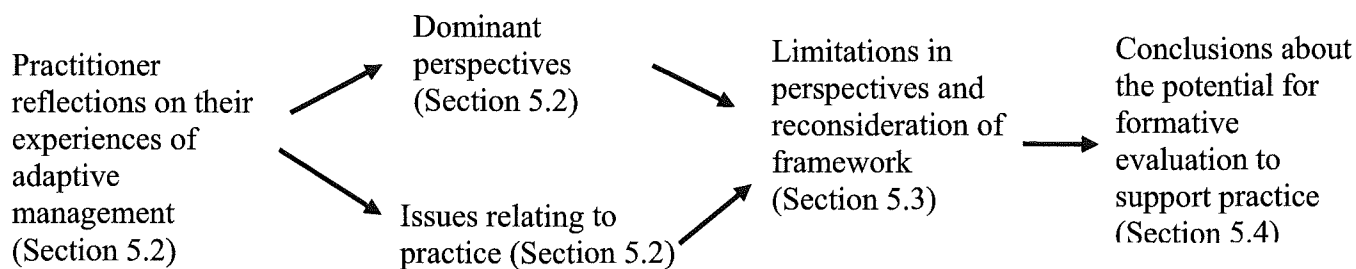 Practitioner
reflections on their
experiences of
adaptive
management
(Section 5.2)
Dominant
perspectives
(Section 5.2)
Issues relating to
practice (Section 5.2)
Limitations in
perspectives and
reconsideration of
framework
(Section 5.3)
Conclusions about
the potential for
formative
evaluation to
support practice
(Section 5.4)